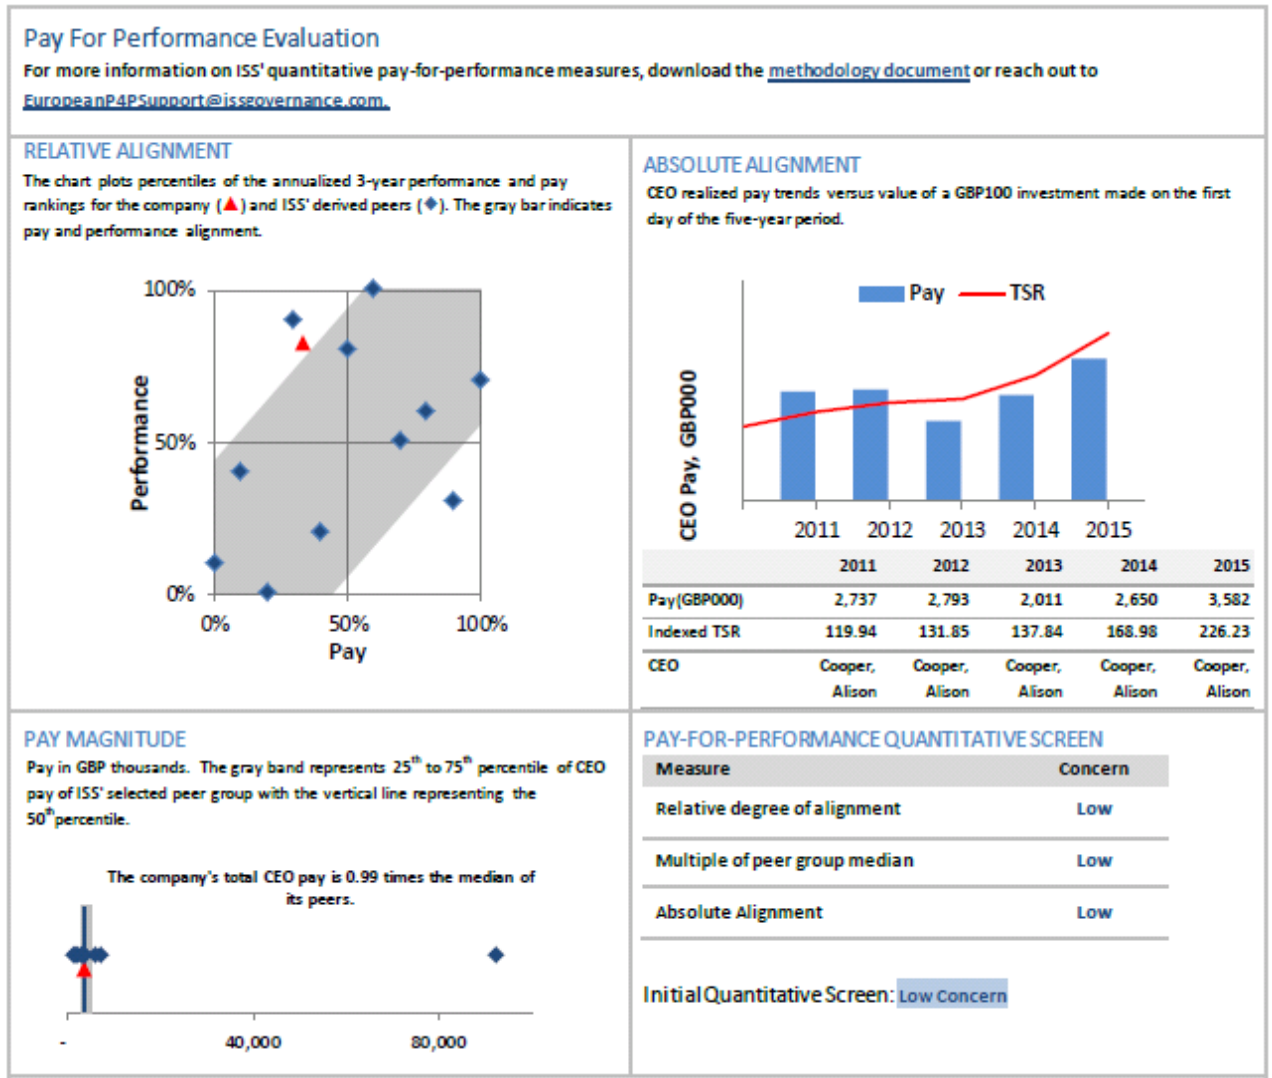 Pay For Performance Evaluation
For more information on ISS' quantitative pay-for-performance measures, download the methodology document or reach out to
EuropeanP4PSupport@issgovernance.com.
RELATIVE ALIGNMENT
The chart plots percentiles of the annualized 3-year performance and pay
rankings for the company (▲) and ISS' derived peers (◆). The gray bar indicates
pay and performance alignment.
100%
50%
0%
Performance
0% 50% 100%
Pay
ABSOLUTE ALIGNMENT
CEO realized pay trends versus value of a GBP100 investment made on the first
day of the five-year period.
Pay TSR
CEO Pay, GBP000
2011 2012 2013 2014 2015
2011 2012 2013 2014 2015
Pay(GBP000) 2,737 2,793 2,011 2,650 3,582
Indexed TSR 119.94 131.85 137.84 168.98 226.23
CEO Cooper, Cooper, Cooper, Cooper, Cooper,
Alison Alison Alison Alison Alison
PAY MAGNITUDE
Pay in GBP thousands. The gray band represents 25th to 75th percentile of CEO
pay of ISS' selected peer group with the vertical line representing the
50th percentile.
The company's total CEO pay is 0.99 times the median of
its peers.
- 40,000 80,000
PAY-FOR-PERFORMANCE QUANTITATIVE SCREEN
Measure Concern
Relative degree of alignment Low
Multiple of peer group median Low
Absolute Alignment Low
Initial Quantitative Screen: Low Concern